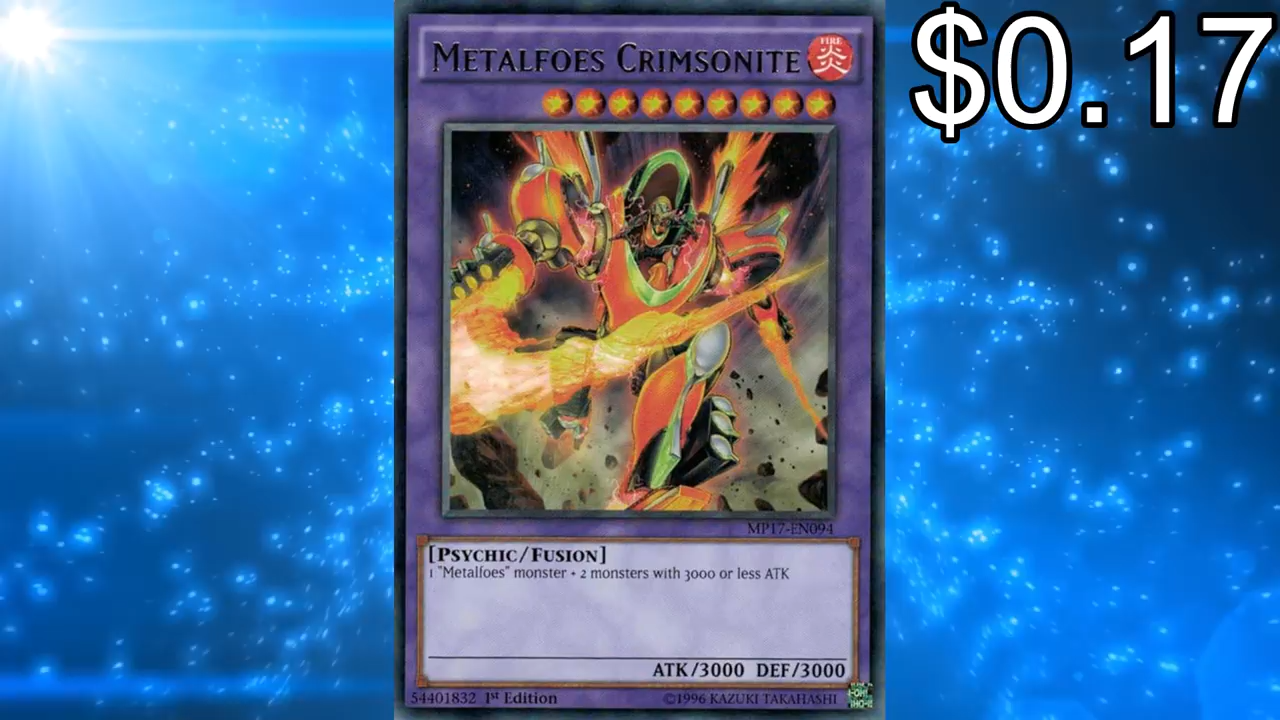 $0.17
METALFOES CRIMSONITE
FIRE
炎
MP17-EN094
[PSYCHIC/FUSION]
1 "Metalfoes" monster + 2 monsters with 3000 or less ATK
ATK/3000 DEF/3000
54401832 1st Edition
©1996 KAZUKI TAKAHASHI